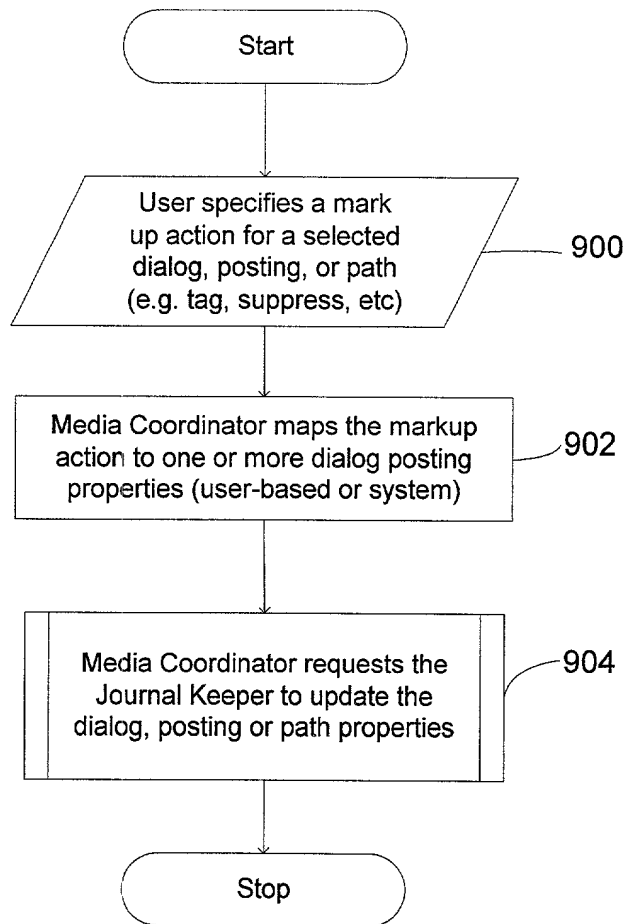 Start
User specifies a mark
up action for a selected
dialog, posting, or path
(e.g. tag, suppress, etc)
900
Media Coordinator maps the markup
action to one or more dialog posting
properties (user-based or system)
902
Media Coordinator requests the
Journal Keeper to update the
dialog, posting or path properties
904
Stop